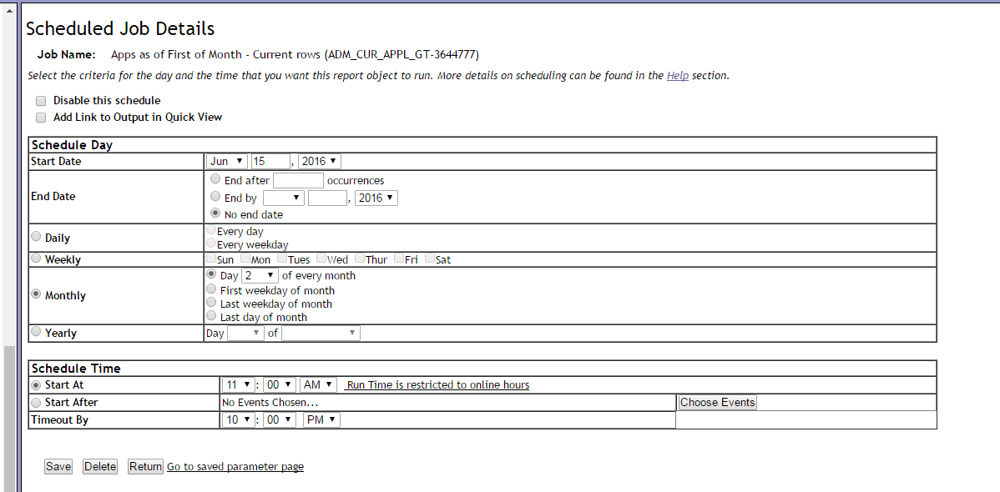 Scheduled Job Details
Job Name: Apps as of First of Month - Current rows (ADM_CUR_APPL_GT-3644777)
Select the criteria for the day and the time that you want this report object to run. More details on scheduling can be found in the Help section.
Disable this schedule
Add Link to Output in Quick View
Schedule Day
Start Date Jun 15 , 2016
End Date
End after occurrences
End by , 2016
No end date
Daily
Every day
Every weekday
Weekly Sun Mon Tues Wed Thur Fri Sat
Monthly
Day 2 of every month
First weekday of month
Last weekday of month
Last day of month
Yearly Day of
Schedule Time
Start At 11 : 00 AM Run Time is restricted to online hours
Start After No Events Chosen... Choose Events
Timeout By 10 : 00 PM
Save Delete Return Go to saved parameter page